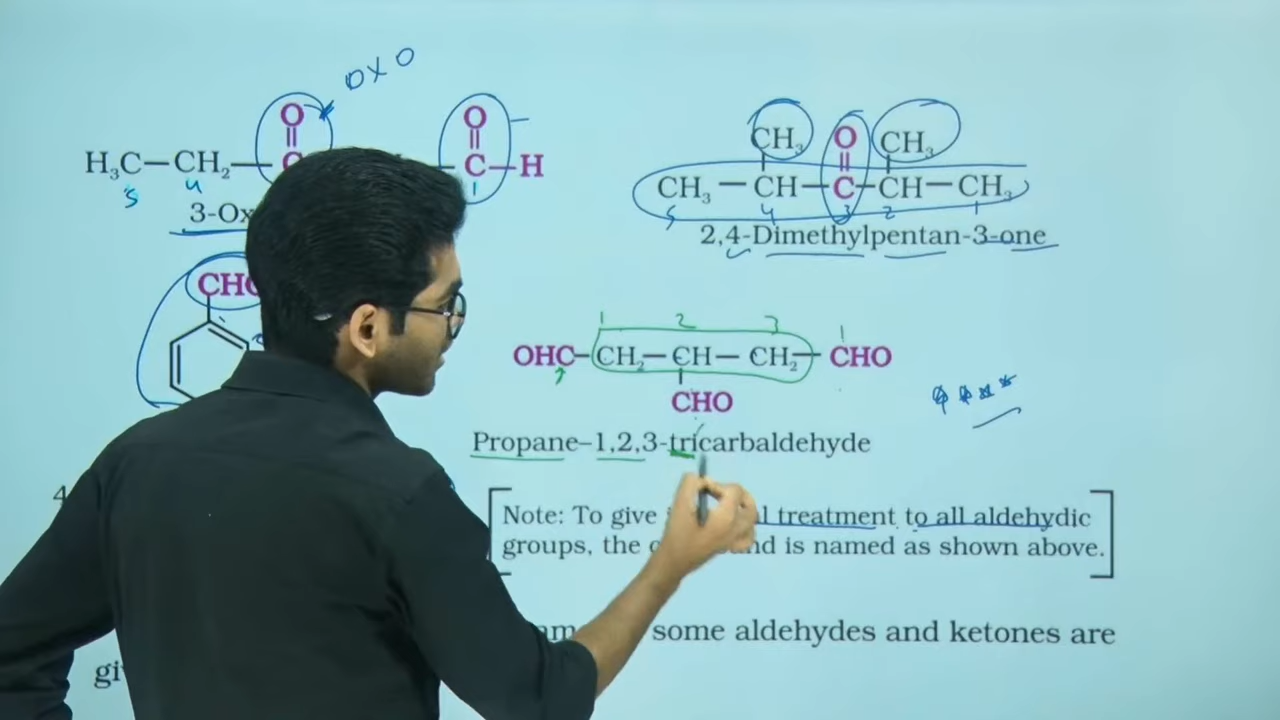 OXO
O
H₃C—CH₂—C
O
C—H
5 4 1
3-Ox
CH₃ O CH₃
CH₃—CH—C—CH—CH₃
5 4 3 2 1
2,4-Dimethylpentan-3-one
CHO
1 2 3 1
OHC—CH₂—CH—CH₂—CHO
CHO
Propane–1,2,3-tricarbaldehyde
Note: To give treatment to all aldehydic
groups, the is named as shown above.
some aldehydes and ketones are